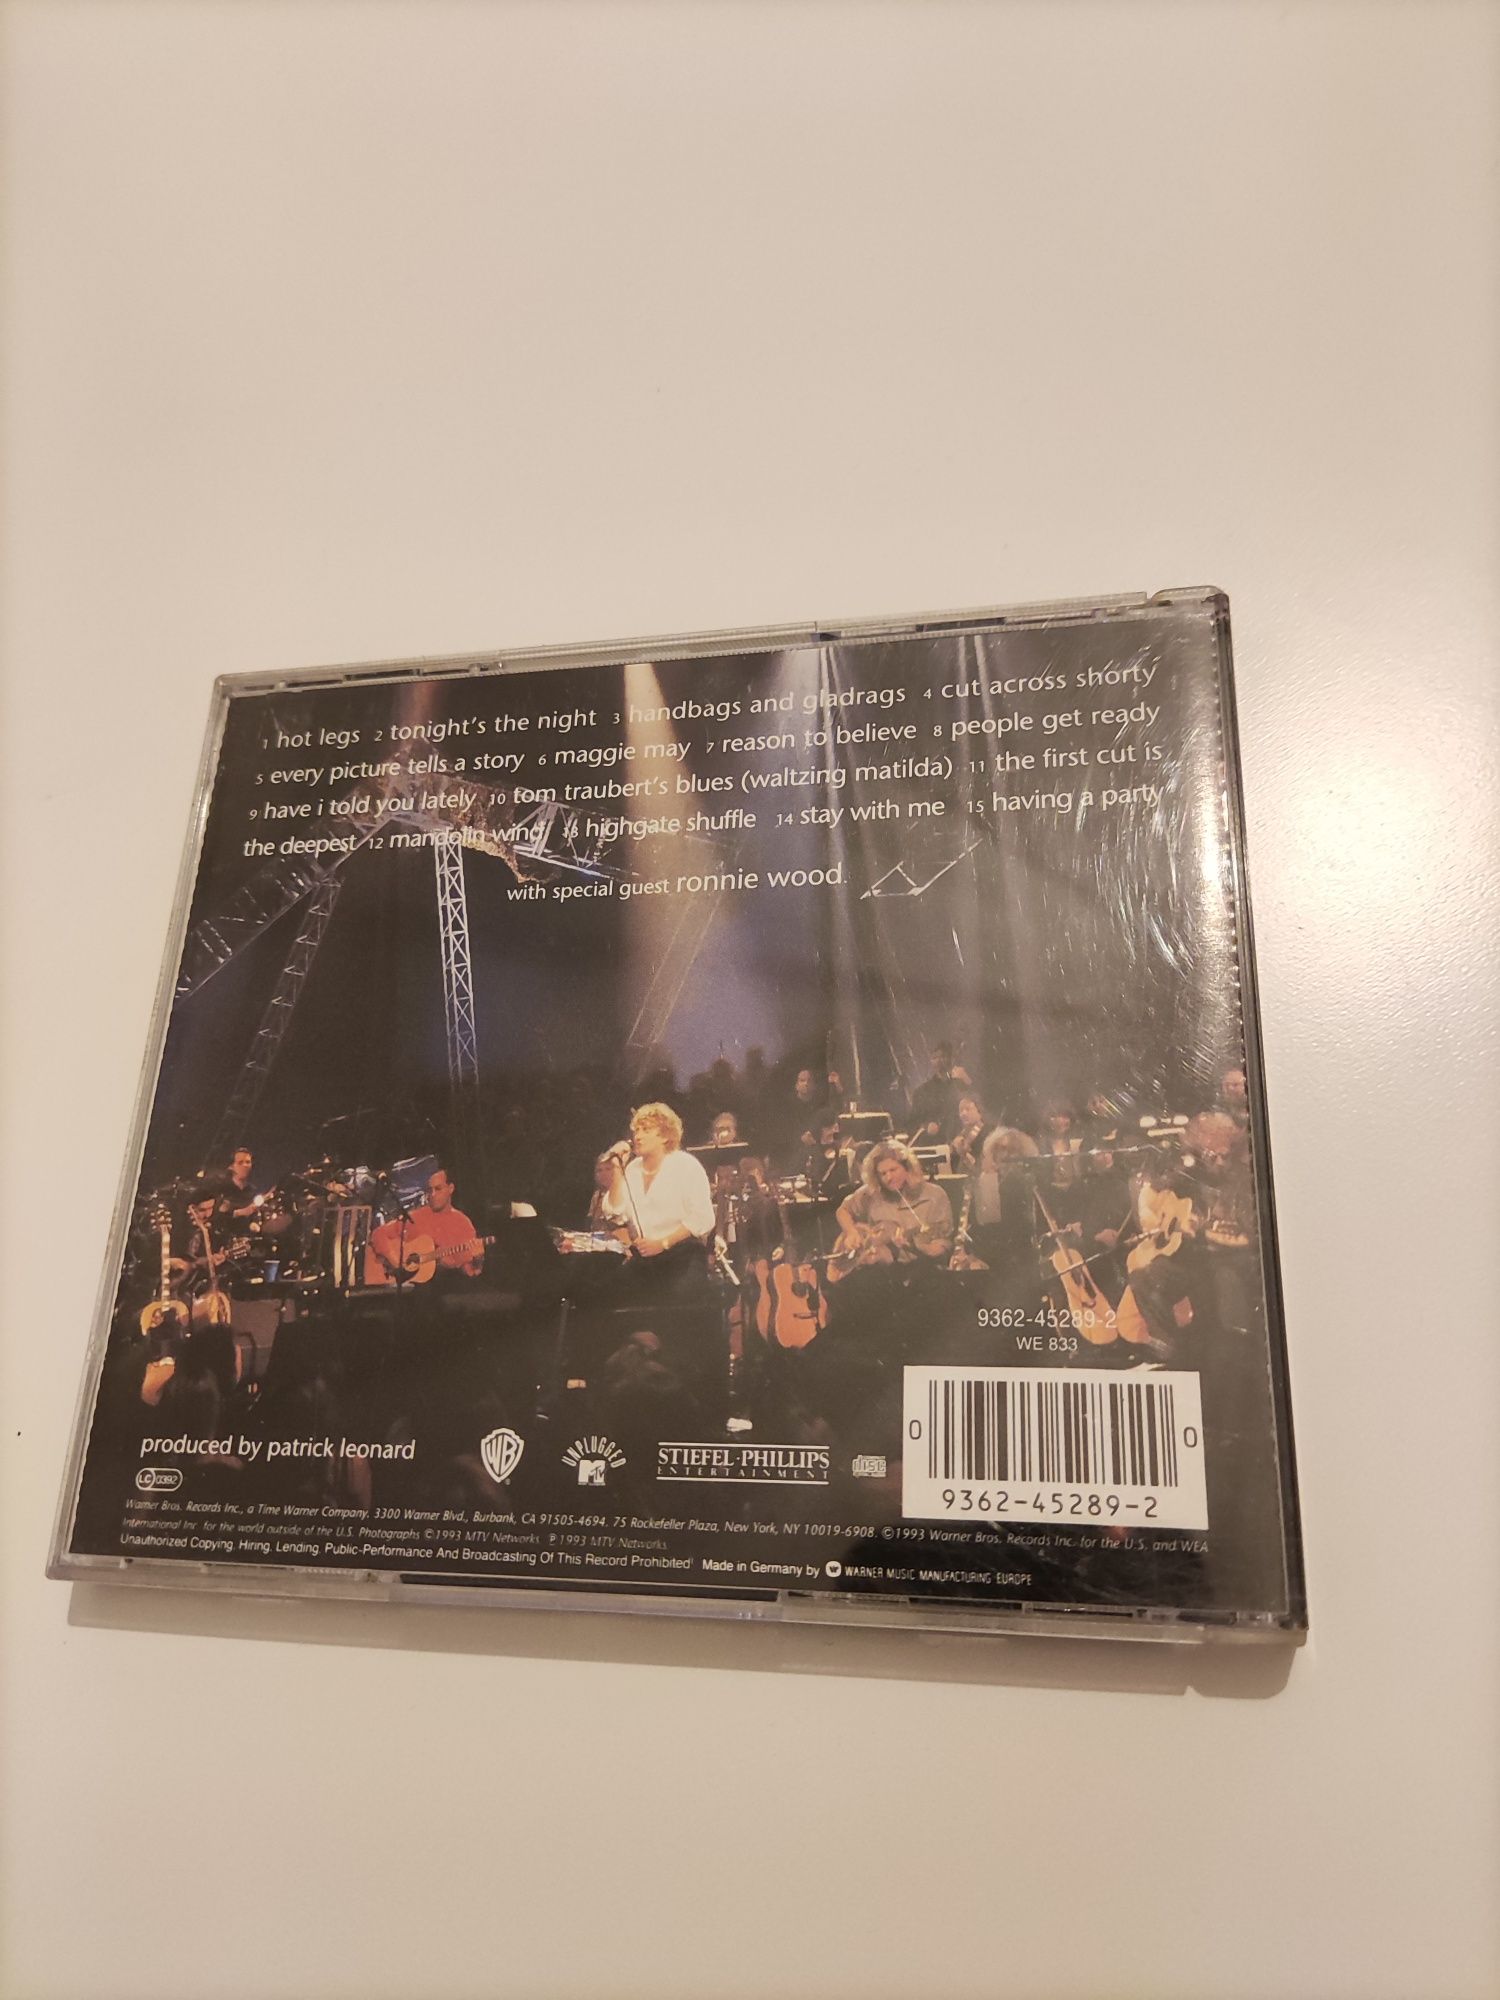 1 hot legs 2 tonight's the night 3 handbags and gladrags 4 cut across shorty
5 every picture tells a story 6 maggie may 7 reason to believe 8 people get ready
9 have i told you lately 10 tom traubert's blues (waltzing matilda) 11 the first cut is
the deepest 12 mandolin wind 13 highgate shuffle 14 stay with me 15 having a party
with special guest ronnie wood.
9362-45289-2
WE 833
0 0
9362-45289-2
produced by patrick leonard
LC 0392
WB
UNPLUGGED
MTV
STIEFEL·PHILLIPS
ENTERTAINMENT
disc
Warner Bros. Records Inc., a Time Warner Company. 3300 Warner Blvd., Burbank, CA 91505-4694. 75 Rockefeller Plaza, New York, NY 10019-6908. ©1993 Warner Bros. Records Inc. for the U.S. and WEA
International Inc. for the world outside of the U.S. Photographs ©1993 MTV Networks. ℗1993 MTV Networks
Unauthorized Copying, Hiring, Lending, Public-Performance And Broadcasting Of This Record Prohibited! Made in Germany by WARNER MUSIC MANUFACTURING EUROPE